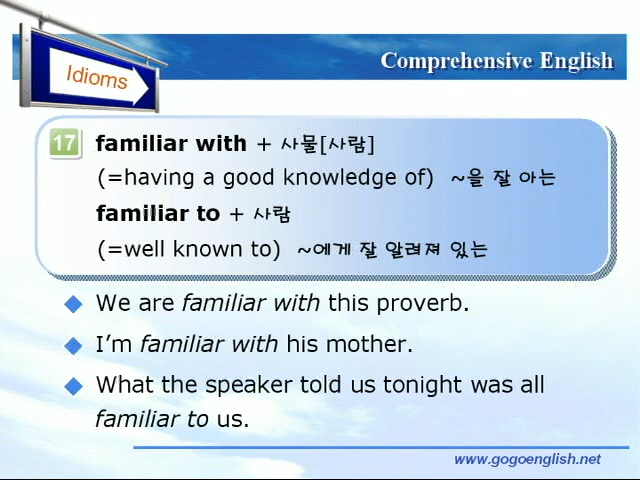 Idioms
Comprehensive English
17 familiar with + 사물[사람]
(=having a good knowledge of) ~을 잘 아는
familiar to + 사람
(=well known to) ~에게 잘 알려져 있는
We are familiar with this proverb.
I’m familiar with his mother.
What the speaker told us tonight was all
familiar to us.
www.gogoenglish.net